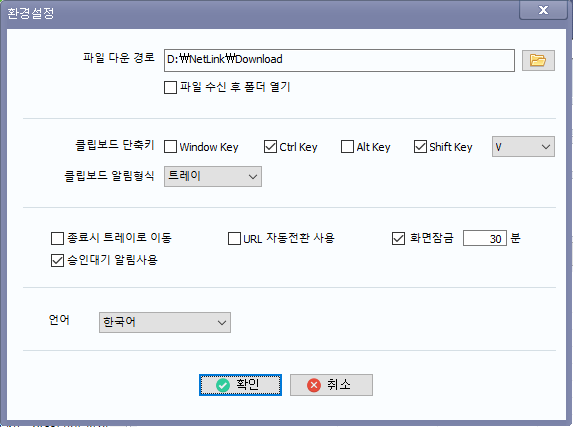 환경설정
파일 다운 경로 D:₩NetLink₩Download
파일 수신 후 폴더 열기
클립보드 단축키 Window Key Ctrl Key Alt Key Shift Key V
클립보드 알림형식 트레이
종료시 트레이로 이동 URL 자동전환 사용 화면잠금 30 분
승인대기 알림사용
언어 한국어
확인 취소